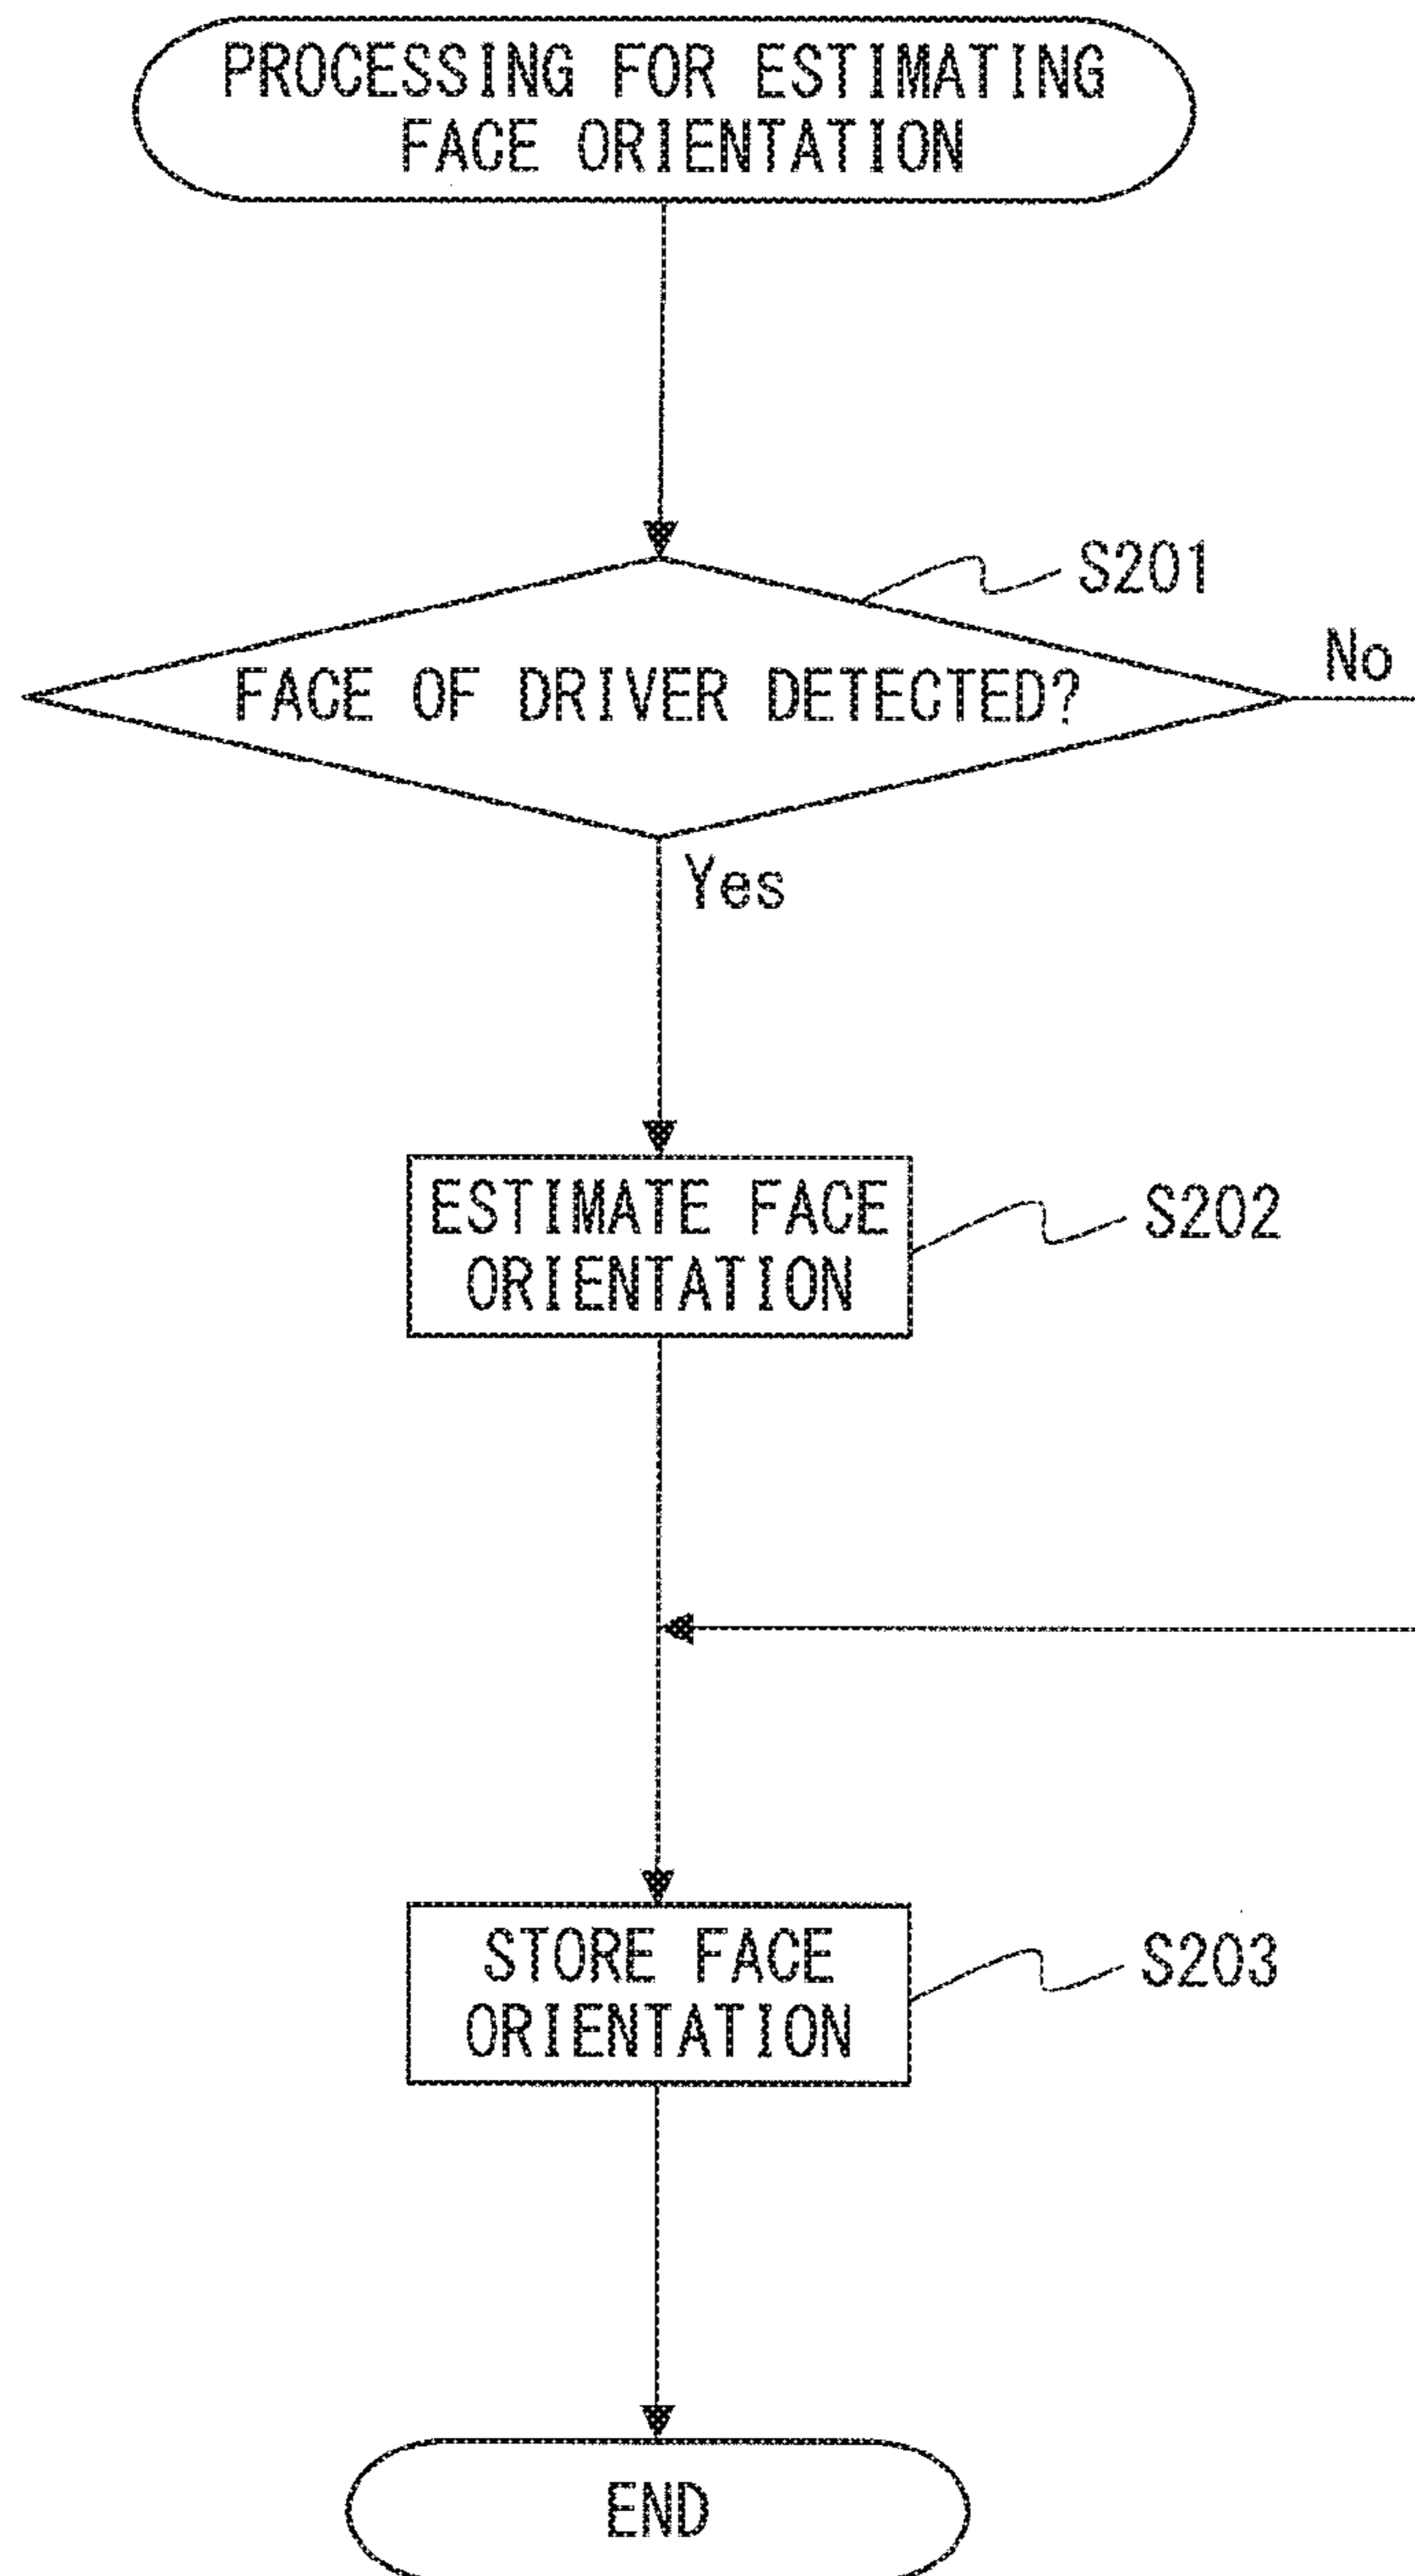 PROCESSING FOR ESTIMATING
FACE ORIENTATION
S201
No
FACE OF DRIVER DETECTED?
Yes
ESTIMATE FACE
ORIENTATION
S202
STORE FACE
ORIENTATION
S203
END